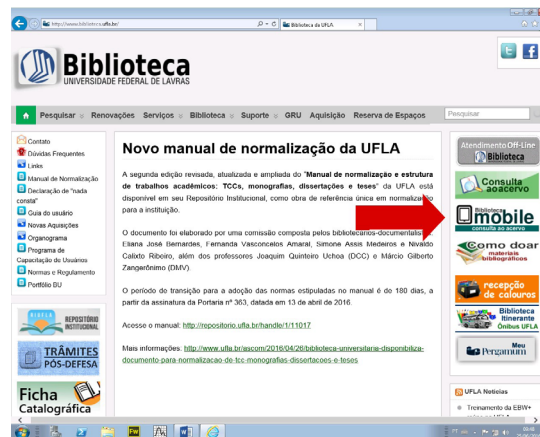 http://www.biblioteca.ufla.br/
Biblioteca da UFLA
Biblioteca
UNIVERSIDADE FEDERAL DE LAVRAS
Pesquisar Renovações Serviços Biblioteca Suporte GRU Aquisição Reserva de Espaços
Pesquisar
Contato
Dúvidas Frequentes
Links
Manual de Normalização
Declaração de "nada
consta"
Guia do usuário
Novas Aquisições
Organograma
Programa de
Capacitação de Usuários
Normas e Regulamento
Portfólio BU
RIUFLA
REPOSITÓRIO
INSTITUCIONAL
TRÂMITES
PÓS-DEFESA
Ficha
Catalográfica
Novo manual de normalização da UFLA
A segunda edição revisada, atualizada e ampliada do "Manual de normalização e estrutura
de trabalhos acadêmicos: TCCs, monografias, dissertações e teses" da UFLA está
disponível em seu Repositório Institucional, como obra de referência única em normalização
para a instituição.
O documento foi elaborado por uma comissão composta pelos bibliotecários-documentalistas
Eliana José Bernardes, Fernanda Vasconcelos Amaral, Simone Assis Medeiros e Nivaldo
Calixto Ribeiro, além dos professores Joaquim Quinteiro Uchoa (DCC) e Márcio Gilberto
Zangerônimo (DMV).
O período de transição para a adoção das normas estipuladas no manual é de 180 dias, a
partir da assinatura da Portaria nº 363, datada em 13 de abril de 2016.
Acesse o manual: http://repositorio.ufla.br/handle/1/11017
Mais informações: http://www.ufla.br/ascom/2016/04/26/biblioteca-universitaria-disponibiliza-
documento-para-normalizacao-de-tcc-monografias-dissertacoes-e-teses
Atendimento Off-Line
Biblioteca
Consulta
ao acervo
Biblioteca
mobile
consulta ao acervo
Como doar
materiais
bibliográficos
recepção
de calouros
Biblioteca
Itinerante
Ônibus UFLA
Meu
Pergamum
UFLA Notícias
Treinamento da EBW+